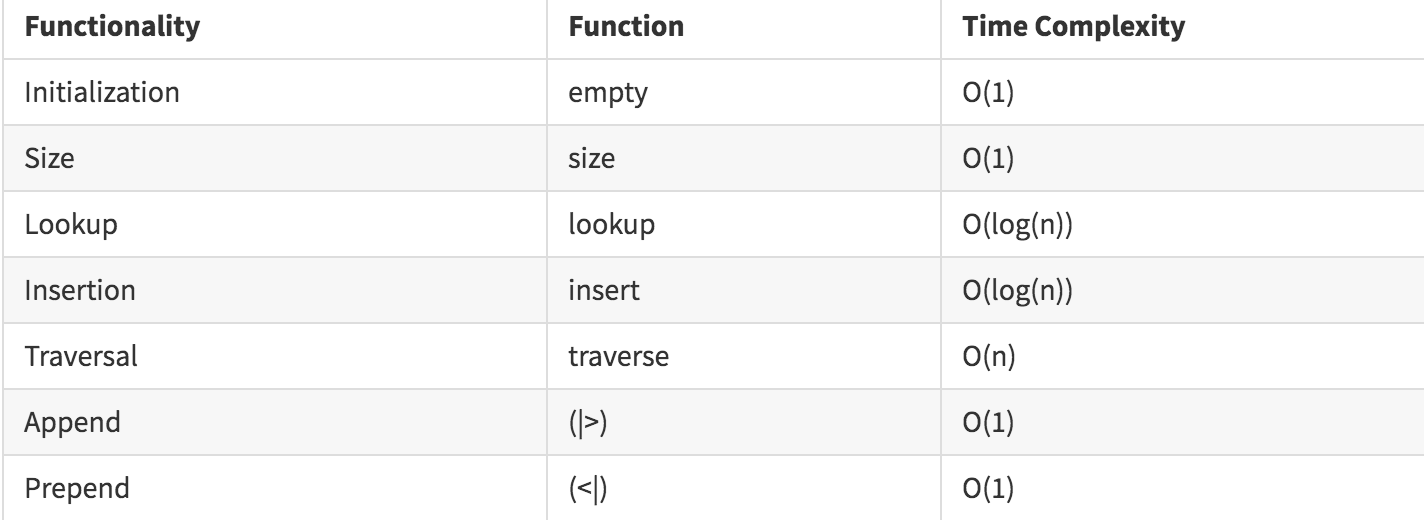 Functionality Function Time Complexity
Initialization empty O(1)
Size size O(1)
Lookup lookup O(log(n))
Insertion insert O(log(n))
Traversal traverse O(n)
Append (|>) O(1)
Prepend (<|) O(1)